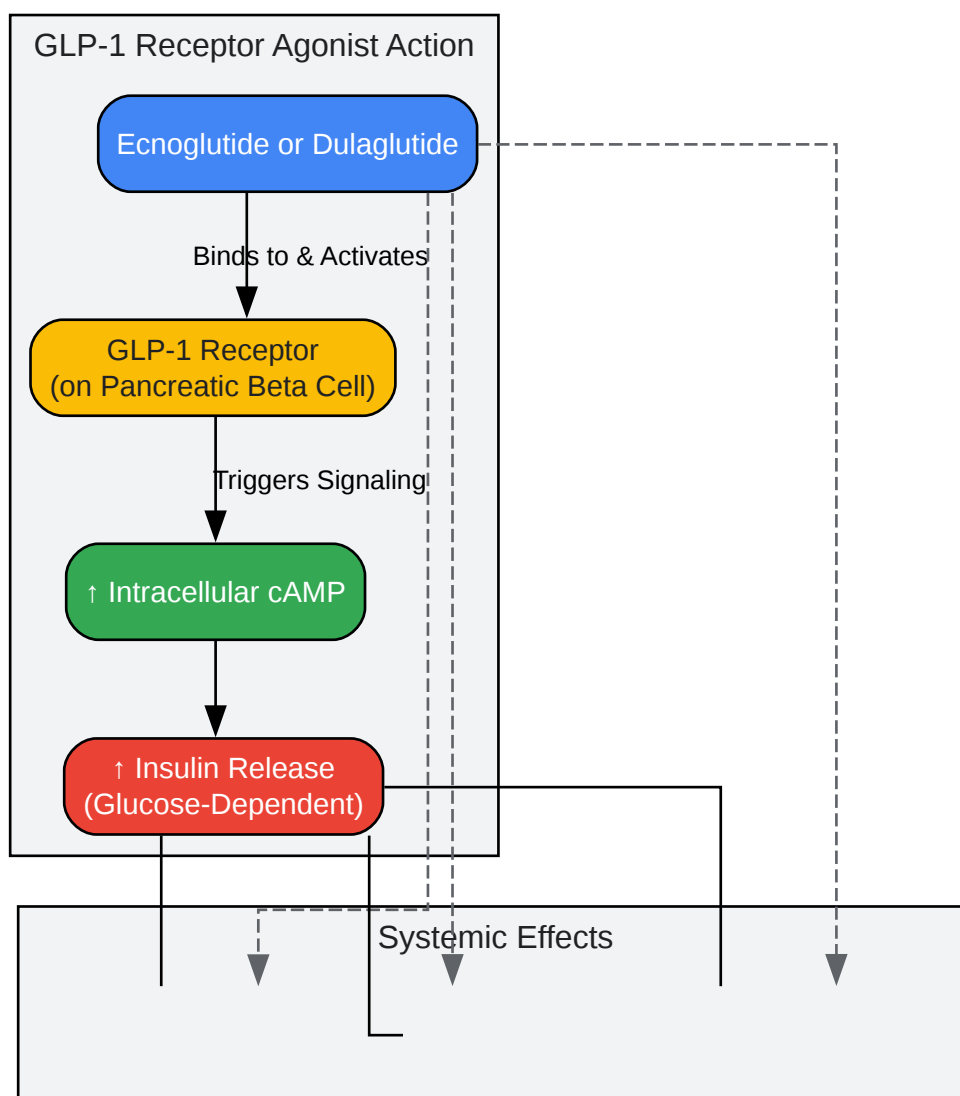 GLP-1 Receptor Agonist Action
Ecnoglutide or Dulaglutide
Binds to & Activates
GLP-1 Receptor
(on Pancreatic Beta Cell)
Triggers Signaling
↑ Intracellular cAMP
↑ Insulin Release
(Glucose-Dependent)
Systemic Effects